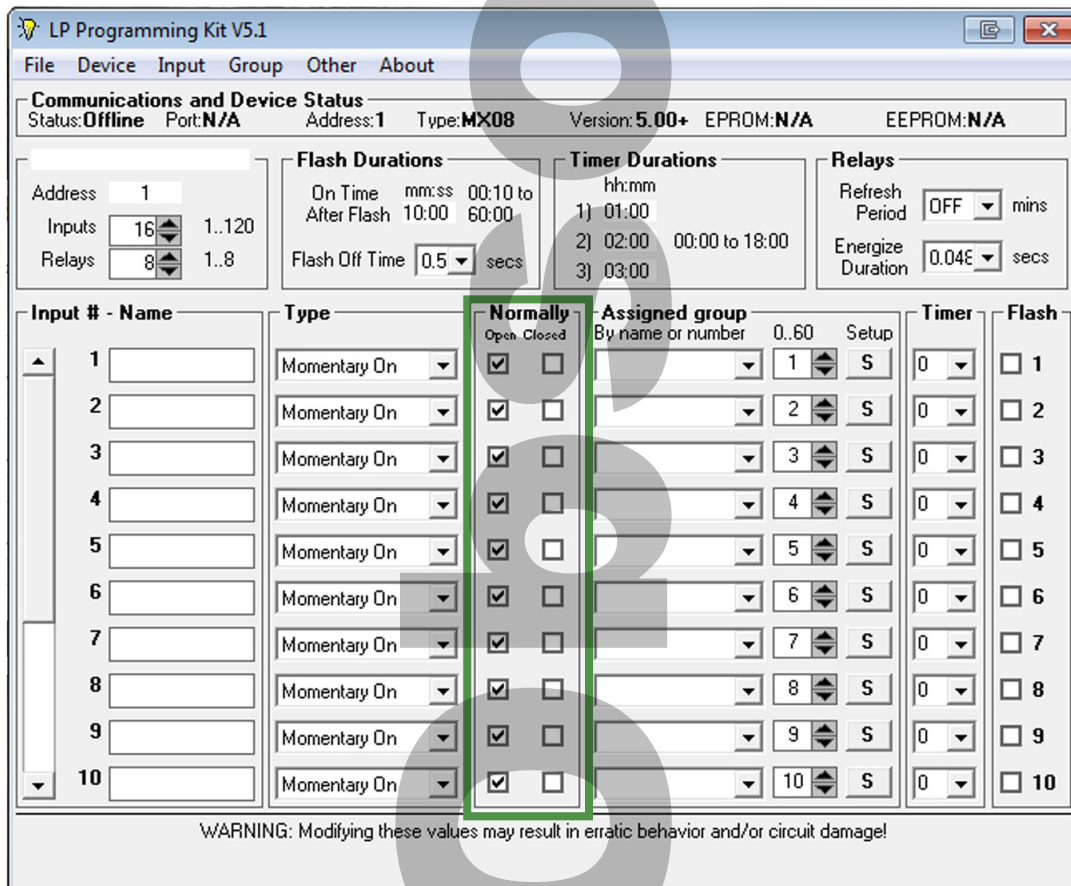 LP Programming Kit V5.1
File Device Input Group Other About
Communications and Device Status
Status:Offline Port:N/A Address:1 Type:MX08 Version:5.00+ EPROM:N/A EEPROM:N/A
Flash Durations Timer Durations Relays
Address 1
Inputs 16 1..120
Relays 8 1..8
On Time After Flash mm:ss 10:00 00:10 to 60:00
Flash Off Time 0.5 secs
hh:mm
1) 01:00
2) 02:00 00:00 to 18:00
3) 03:00
Refresh Period OFF mins
Energize Duration 0.048 secs
Input # - Name Type Normally Assigned group Timer Flash
Open Closed By name or number 0..60 Setup
1 Momentary On 1 S 0 1
2 Momentary On 2 S 0 2
3 Momentary On 3 S 0 3
4 Momentary On 4 S 0 4
5 Momentary On 5 S 0 5
6 Momentary On 6 S 0 6
7 Momentary On 7 S 0 7
8 Momentary On 8 S 0 8
9 Momentary On 9 S 0 9
10 Momentary On 10 S 0 10
WARNING: Modifying these values may result in erratic behavior and/or circuit damage!